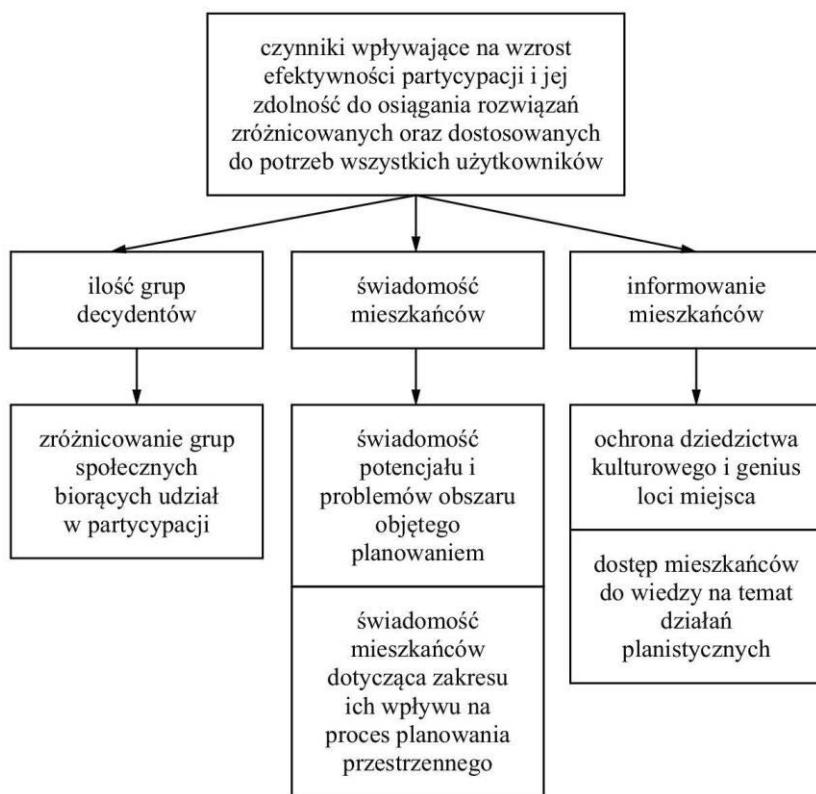 czynniki wpływające na wzrost
efektywności partycypacji i jej
zdolność do osiągania rozwiązań
zróżnicowanych oraz dostosowanych
do potrzeb wszystkich użytkowników
ilość grup
decydentów
świadomość
mieszkańców
informowanie
mieszkańców
zróżnicowanie grup
społecznych
biorących udział
w partycypacji
świadomość
potencjału i
problemów obszaru
objętego
planowaniem
świadomość
mieszkańców
dotycząca zakresu
ich wpływu na
proces planowania
przestrzennego
ochrona dziedzictwa
kulturowego i genius
loci miejsca
dostęp mieszkańców
do wiedzy na temat
działań
planistycznych